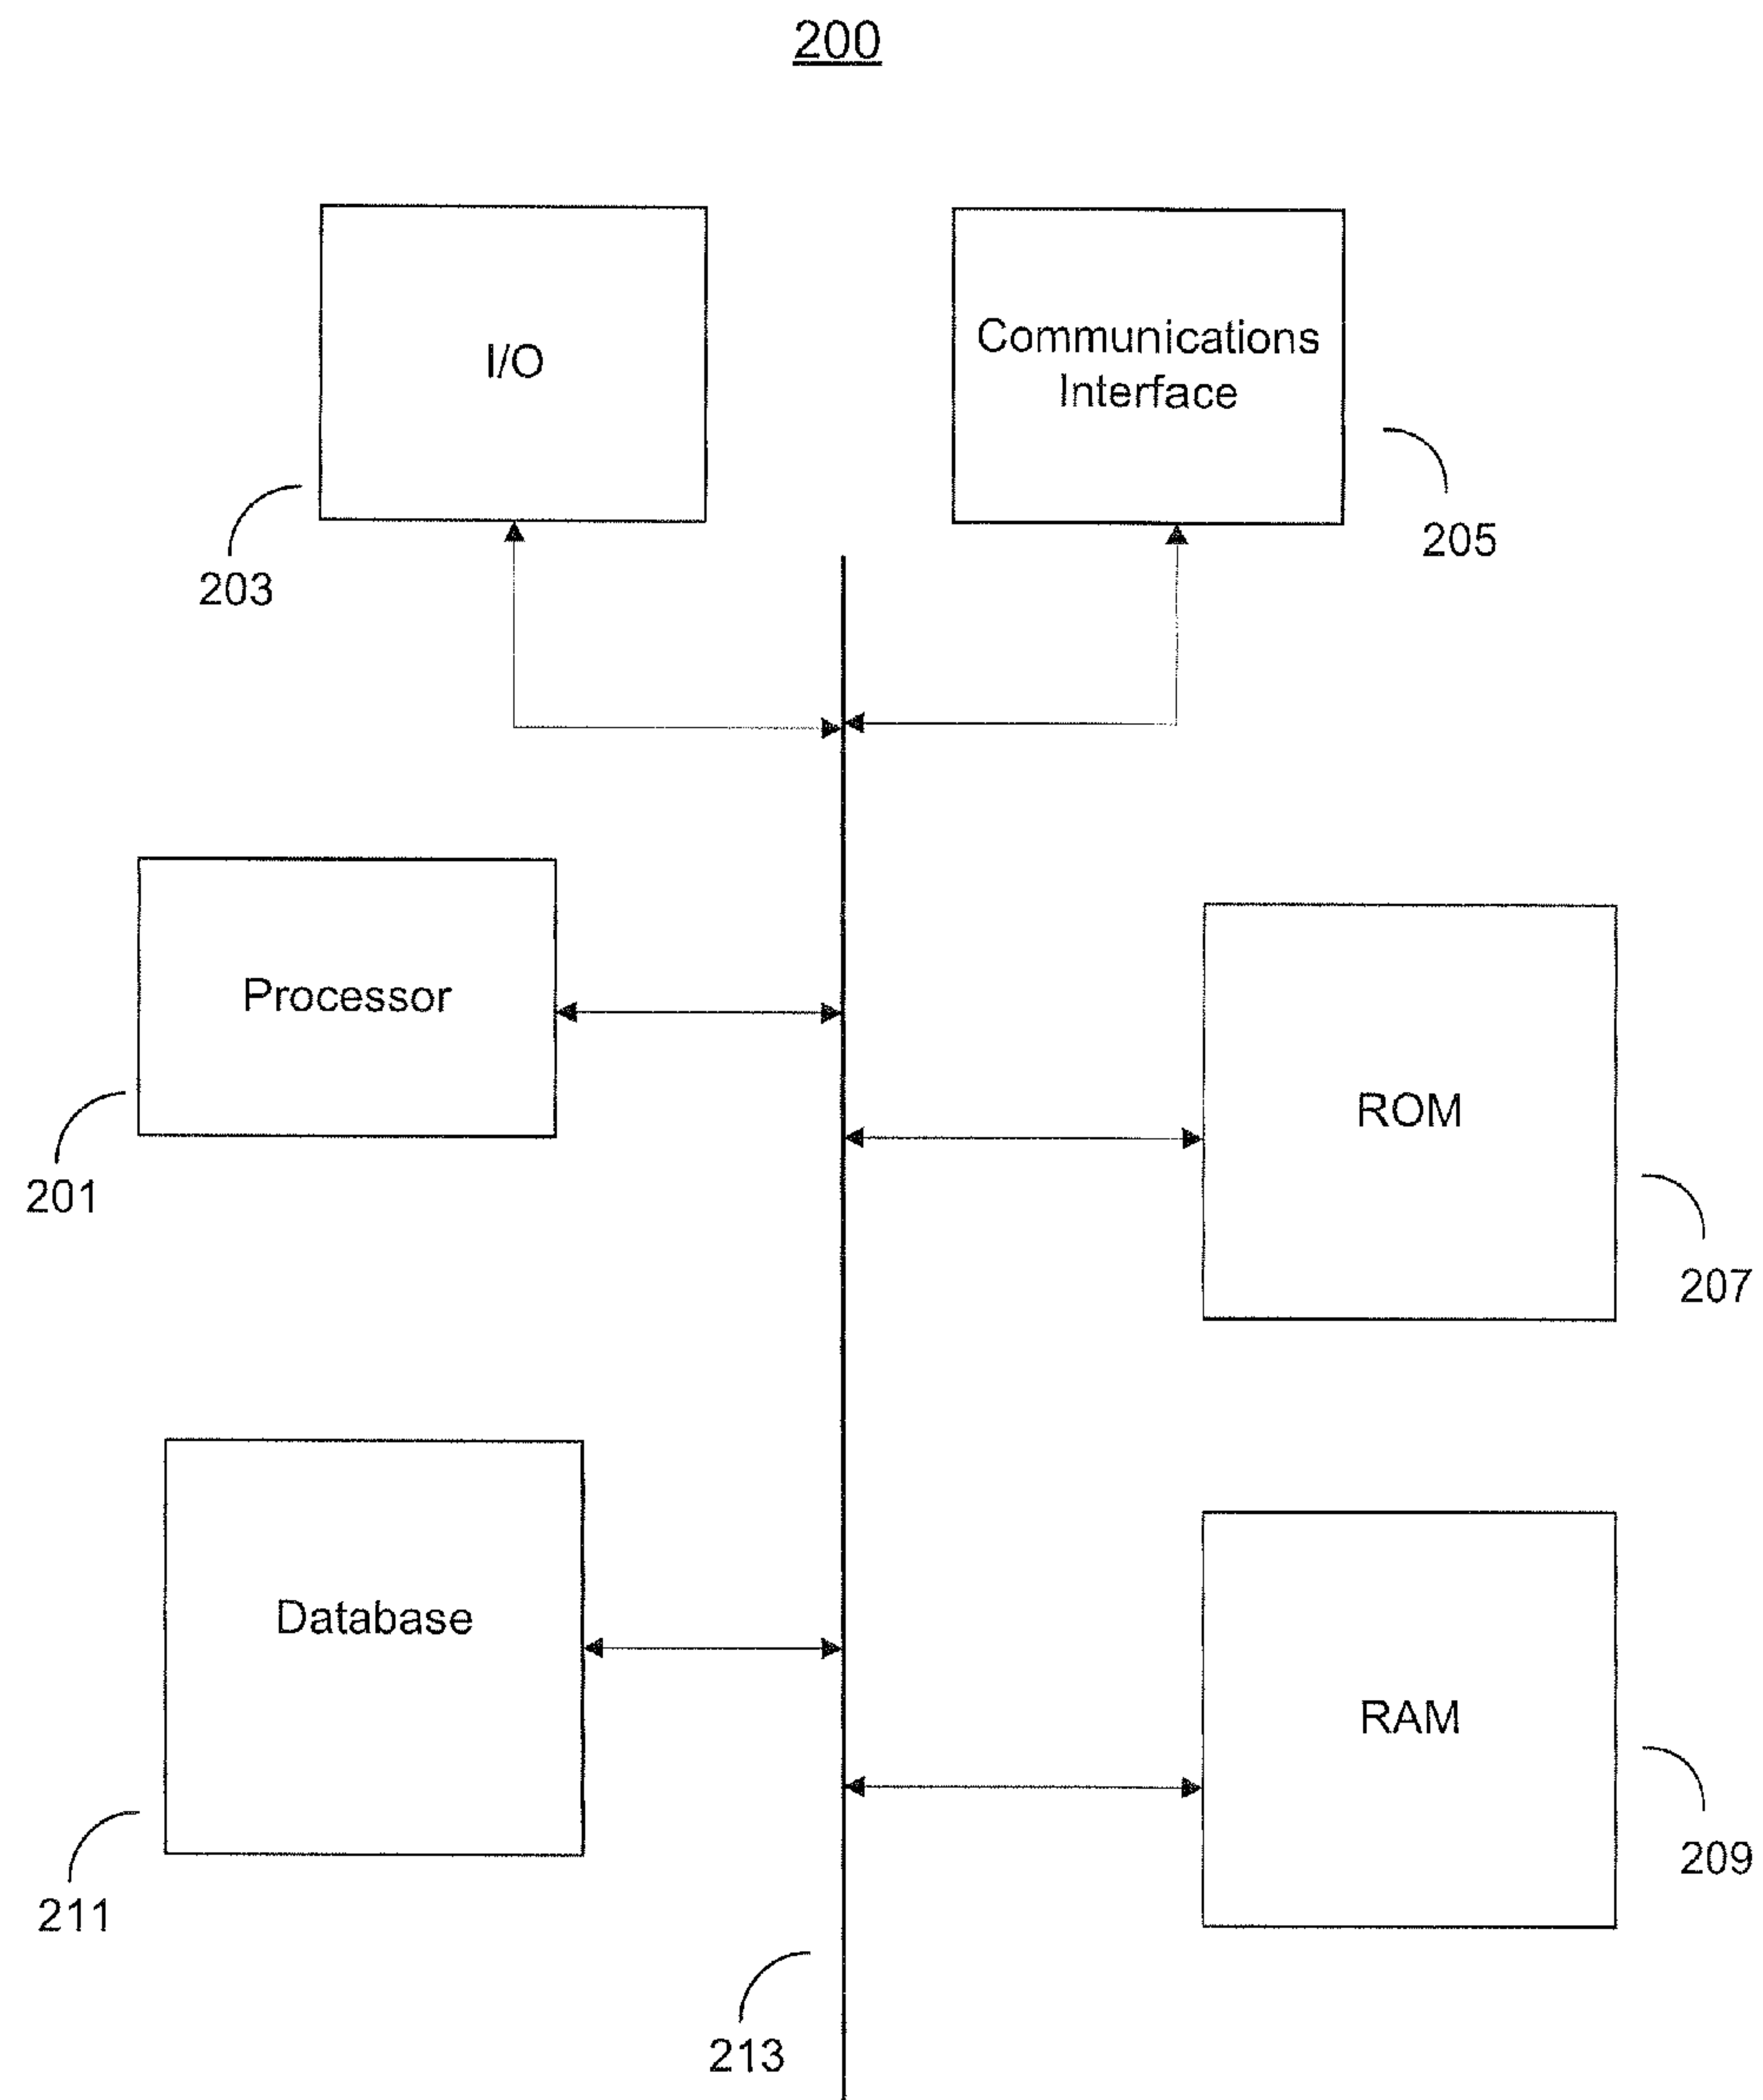 200
I/O
Communications
Interface
203
205
Processor
201
ROM
207
Database
211
RAM
209
213